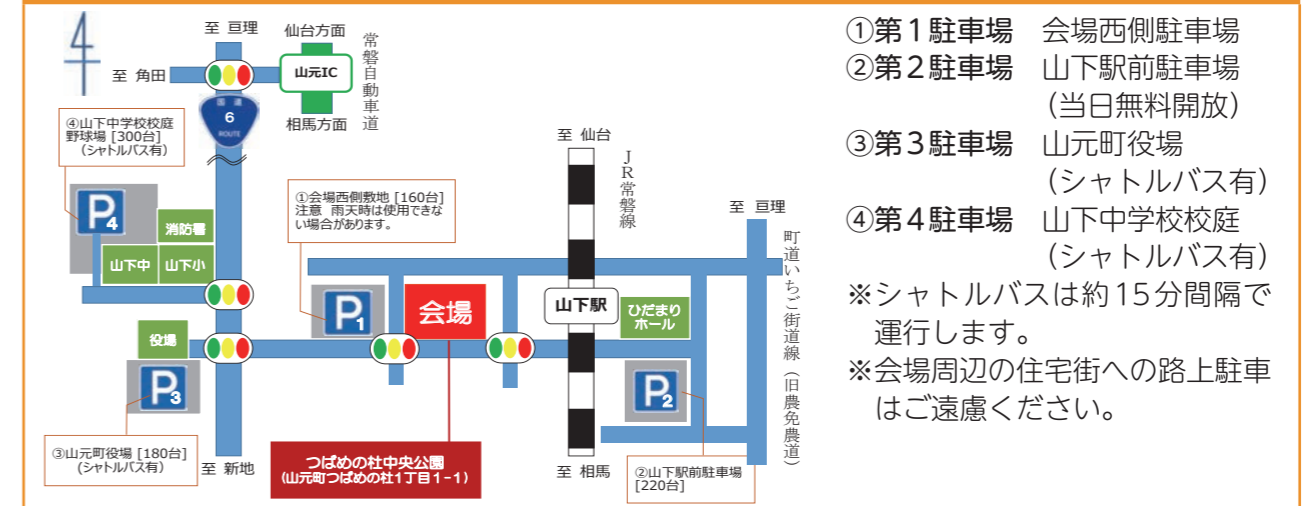 至 亘理
仙台方面
常磐自動車道
至 角田
山元IC
国道
6
ROUTE
相馬方面
④山下中学校校庭
野球場 [300台]
(シャトルバス有)
P4
消防署
山下中
山下小
①会場西側敷地 [160台]
注意 雨天時は使用できな
い場合があります。
至 仙台
JR常磐線
至 亘理
町道いちご街道線（旧農免農道）
P1
会場
山下駅
ひだまり
ホール
役場
P3
P2
③山元町役場 [180台]
(シャトルバス有)
至 新地
つばめの杜中央公園
(山元町つばめの杜1丁目1-1)
至 相馬
②山下駅前駐車場
[220台]
①第1駐車場 会場西側駐車場
②第2駐車場 山下駅前駐車場
(当日無料開放)
③第3駐車場 山元町役場
(シャトルバス有)
④第4駐車場 山下中学校校庭
(シャトルバス有)
※シャトルバスは約15分間隔で
運行します。
※会場周辺の住宅街への路上駐車
はご遠慮ください。